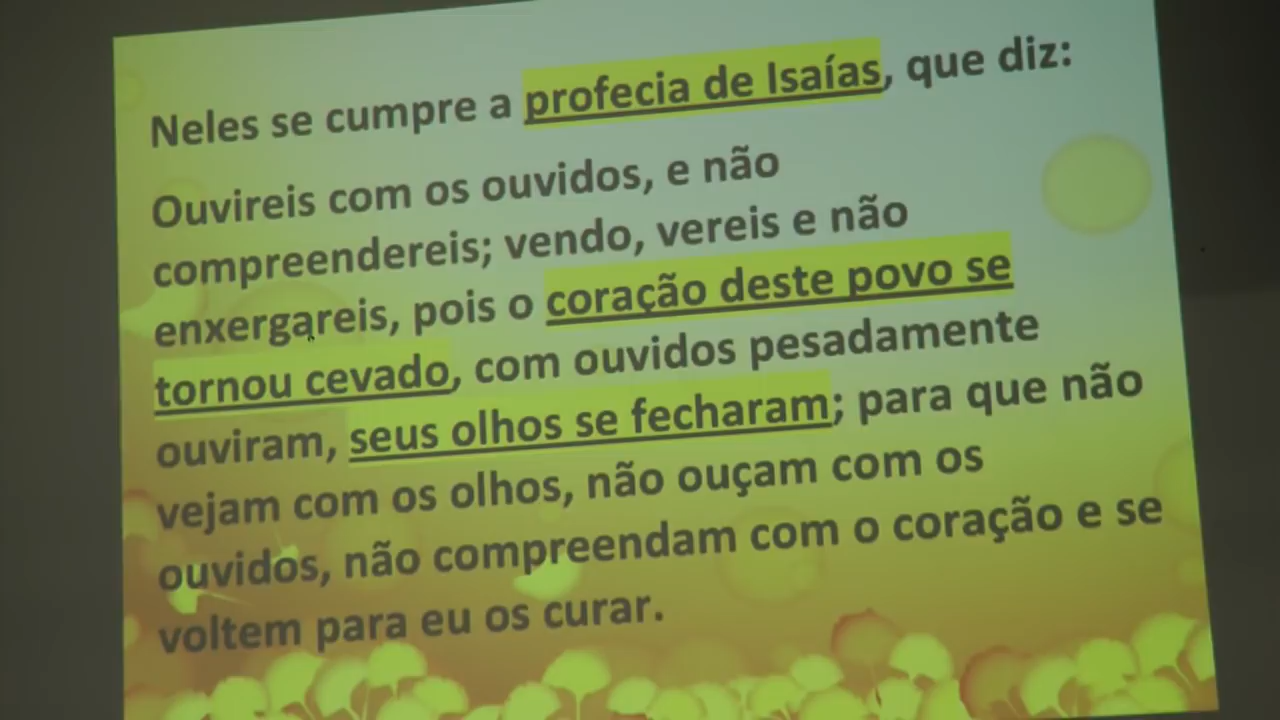 Neles se cumpre a profecia de Isaías, que diz:
Ouvireis com os ouvidos, e não
compreendereis; vendo, vereis e não
enxergareis, pois o coração deste povo se
tornou cevado, com ouvidos pesadamente
ouviram, seus olhos se fecharam; para que não
vejam com os olhos, não ouçam com os
ouvidos, não compreendam com o coração e se
voltem para eu os curar.